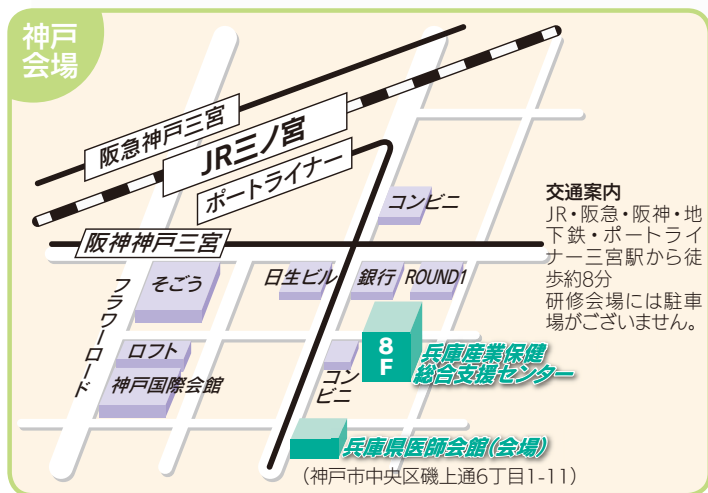 神戸
会場
阪急神戸三宮
JR三ノ宮
ポートライナー
コンビニ
阪神神戸三宮
交通案内
JR・阪急・阪神・地
下鉄・ポートライ
ナー三宮駅から徒
歩約8分
研修会場には駐車
場がございません。
フラワーロード
そごう
日生ビル
銀行
ROUND1
ロフト
神戸国際会館
コン
ビニ
8
F
兵庫産業保健
総合支援センター
兵庫県医師会館(会場)
(神戸市中央区磯上通6丁目1-11)